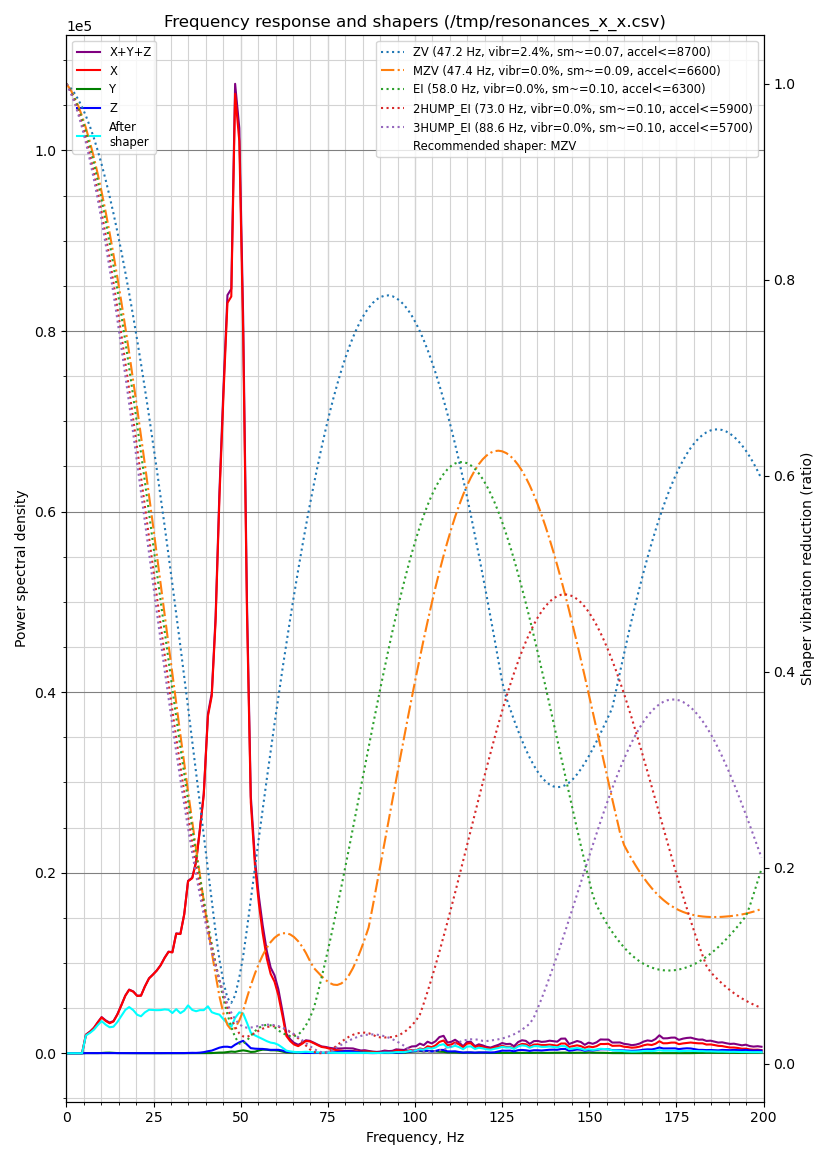 Frequency response and shapers (/tmp/resonances_x_x.csv)
1e5
X+Y+Z
X
Y
Z
After
shaper
ZV (47.2 Hz, vibr=2.4%, sm~=0.07, accel<=8700)
MZV (47.4 Hz, vibr=0.0%, sm~=0.09, accel<=6600)
EI (58.0 Hz, vibr=0.0%, sm~=0.10, accel<=6300)
2HUMP_EI (73.0 Hz, vibr=0.0%, sm~=0.10, accel<=5900)
3HUMP_EI (88.6 Hz, vibr=0.0%, sm~=0.10, accel<=5700)
Recommended shaper: MZV
Power spectral density
1.0
0.8
0.6
0.4
0.2
0.0
1.0
0.8
0.6
0.4
0.2
0.0
Shaper vibration reduction (ratio)
0 25 50 75 100 125 150 175 200
Frequency, Hz